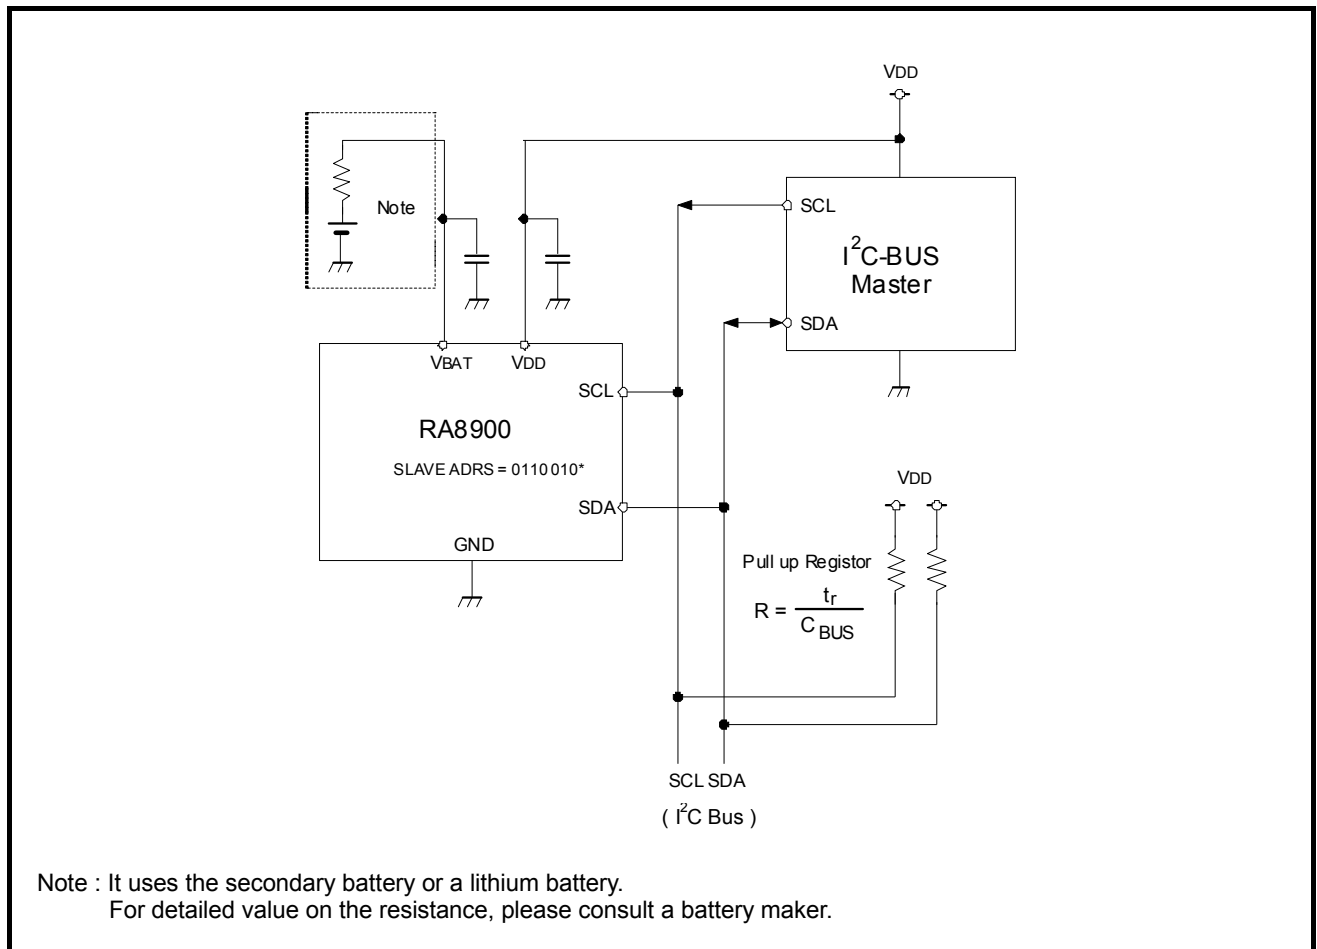 VDD
Note
SCL
I²C-BUS
Master
SDA
VBAT
VDD
SCL
RA8900
SLAVE ADRS = 0110010*
SDA
GND
VDD
Pull up Registor
R = tr / C BUS
SCL SDA
( I²C Bus )
Note : It uses the secondary battery or a lithium battery.
For detailed value on the resistance, please consult a battery maker.